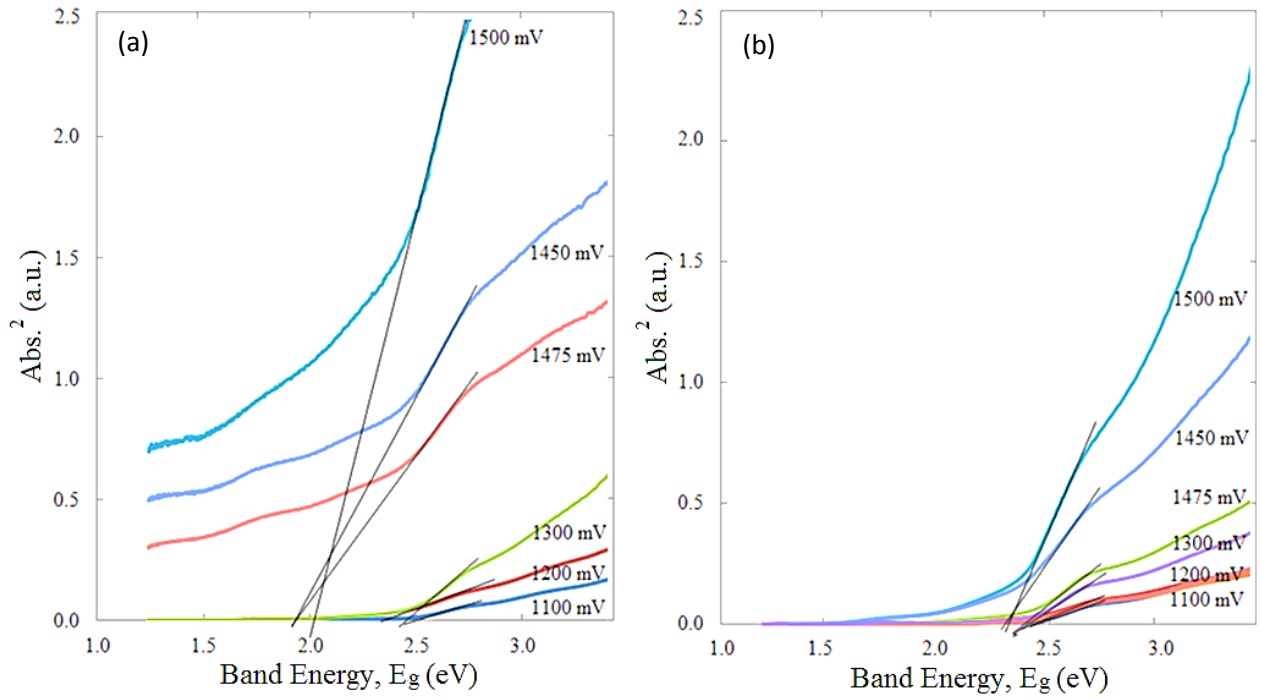 (a)
2.5
2.0
1.5
1.0
0.5
0.0
Abs.² (a.u.)
1500 mV
1450 mV
1475 mV
1300 mV
1200 mV
1100 mV
1.0 1.5 2.0 2.5 3.0
Band Energy, Eg (eV)
(b)
2.5
2.0
1.5
1.0
0.5
0.0
Abs.² (a.u.)
1500 mV
1450 mV
1475 mV
1300 mV
1200 mV
1100 mV
1.0 1.5 2.0 2.5 3.0
Band Energy, Eg (eV)